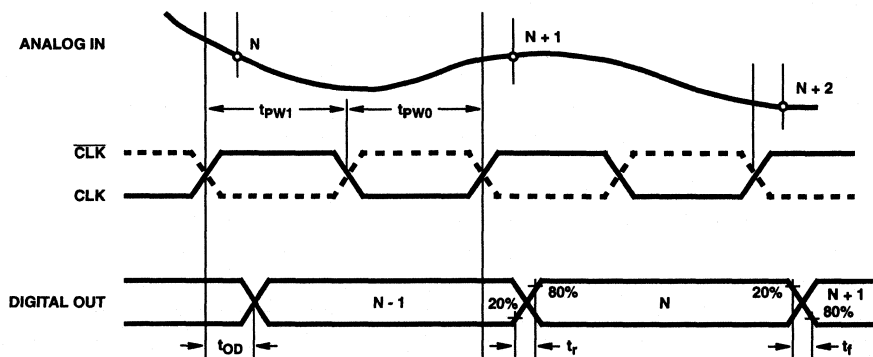 ANALOG IN
N
N + 1
N + 2
tPW1
tPW0
CLK
CLK
DIGITAL OUT
N - 1
20%
80%
N
20%
N + 1
80%
tOD
tr
tf